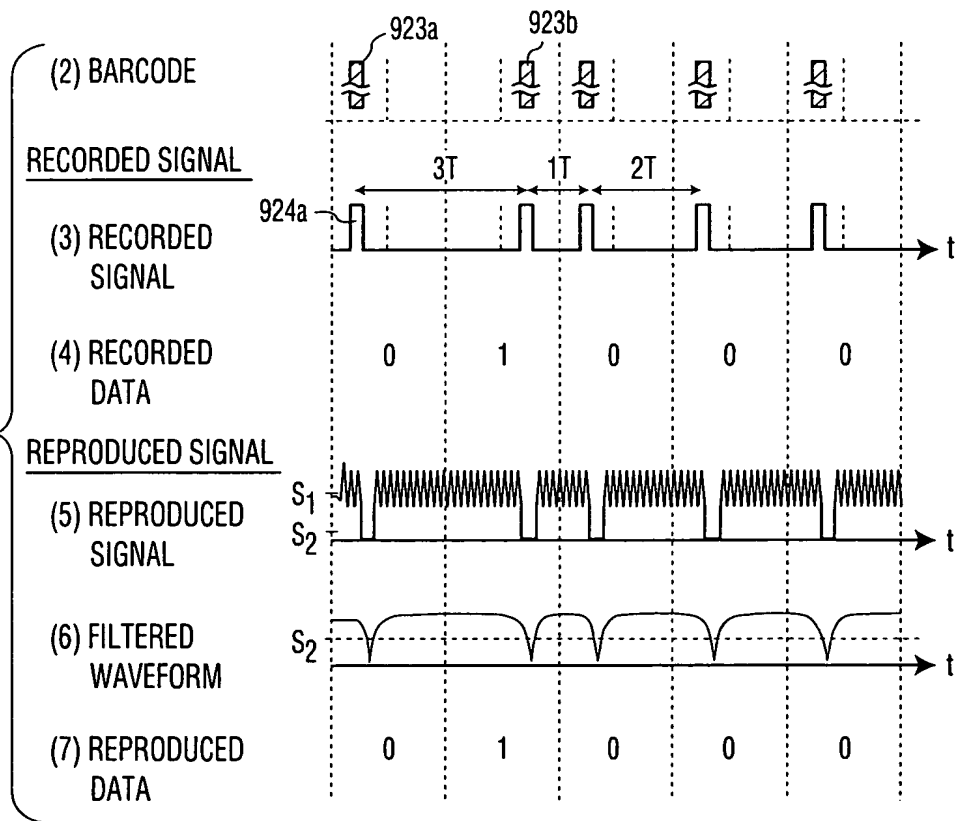 923a 923b
(2) BARCODE
RECORDED SIGNAL
3T 1T 2T
924a
(3) RECORDED
SIGNAL
t
(4) RECORDED
DATA
0 1 0 0 0
REPRODUCED SIGNAL
S1
(5) REPRODUCED
SIGNAL
S2
t
(6) FILTERED
WAVEFORM
S2
t
(7) REPRODUCED
DATA
0 1 0 0 0